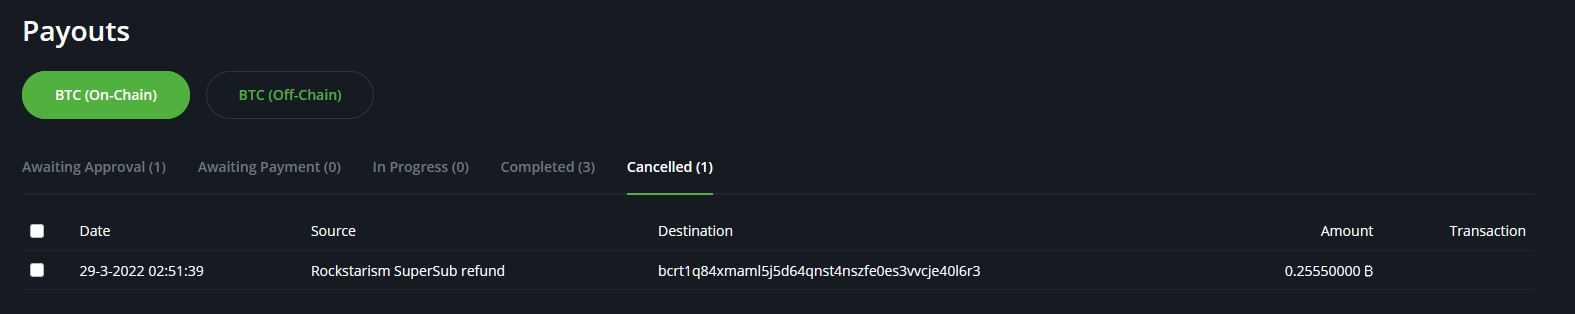 Payouts
BTC (On-Chain) BTC (Off-Chain)
Awaiting Approval (1) Awaiting Payment (0) In Progress (0) Completed (3) Cancelled (1)
Date Source Destination Amount Transaction
29-3-2022 02:51:39 Rockstarism SuperSub refund bcrt1q84xmaml5j5d64qnst4nszfe0es3vvcje40l6r3 0.25550000 ₿